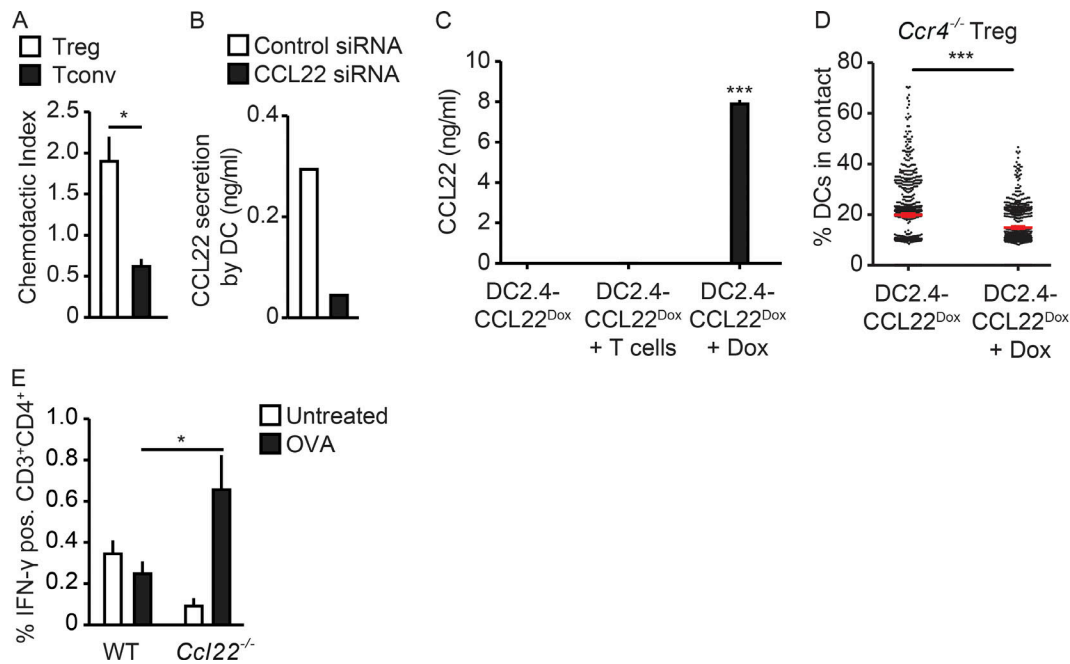 A
Treg
Tconv
Chemotactic Index
2.5
2.0
1.5
1.0
0.5
0
*
B
Control siRNA
CCL22 siRNA
CCL22 secretion
by DC (ng/ml)
0.4
0.2
0
C
CCL22 (ng/ml)
10
8
6
4
2
0
***
DC2.4-
CCL22Dox
DC2.4-
CCL22Dox
+ T cells
DC2.4-
CCL22Dox
+ Dox
D
Ccr4-/- Treg
***
% DCs in contact
80
60
40
20
0
DC2.4-
CCL22Dox
DC2.4-
CCL22Dox
+ Dox
E
% IFN-γ pos. CD3+CD4+
1.0
0.8
0.6
0.4
0.2
0
*
Untreated
OVA
WT
Ccl22-/-